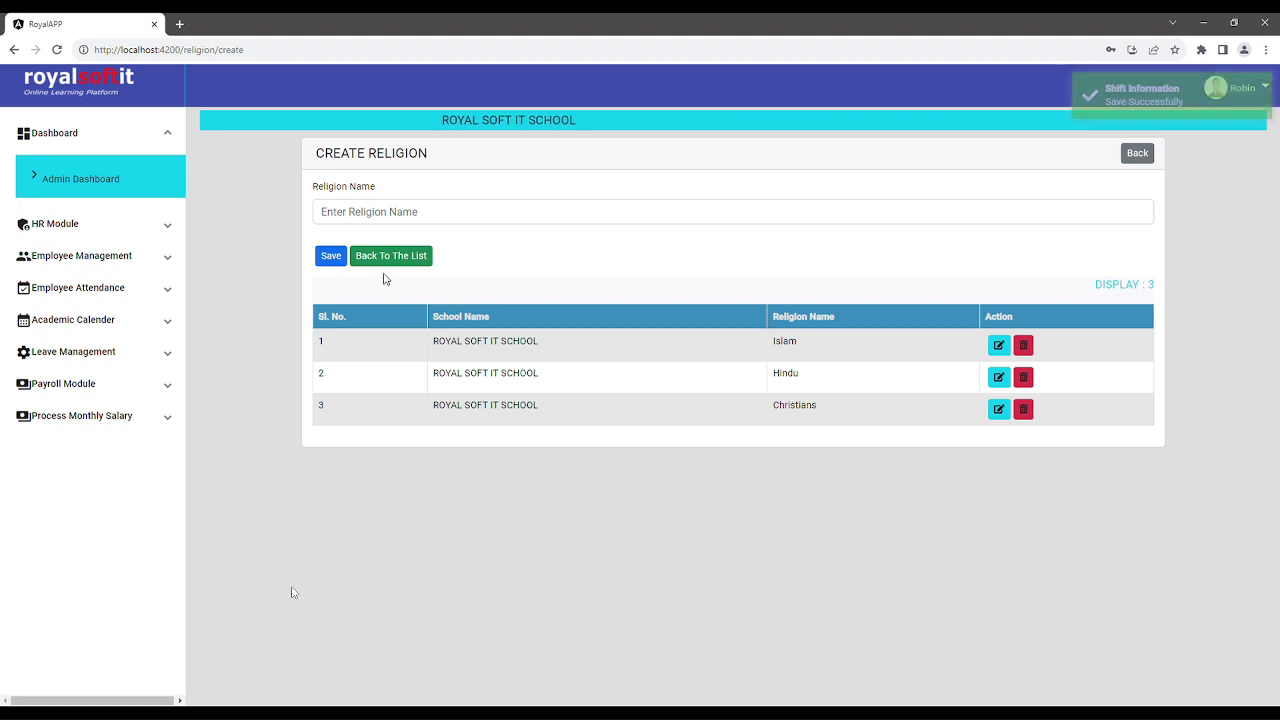 RoyalAPP
http://localhost:4200/religion/create
royalsoftit
Online Learning Platform
Shift Information
Save Successfully
Robin
Dashboard
Admin Dashboard
HR Module
Employee Management
Employee Attendance
Academic Calender
Leave Management
Payroll Module
Process Monthly Salary
ROYAL SOFT IT SCHOOL
CREATE RELIGION
Back
Religion Name
Enter Religion Name
Save Back To The List
DISPLAY : 3
Sl. No. School Name Religion Name Action
1 ROYAL SOFT IT SCHOOL Islam
2 ROYAL SOFT IT SCHOOL Hindu
3 ROYAL SOFT IT SCHOOL Christians